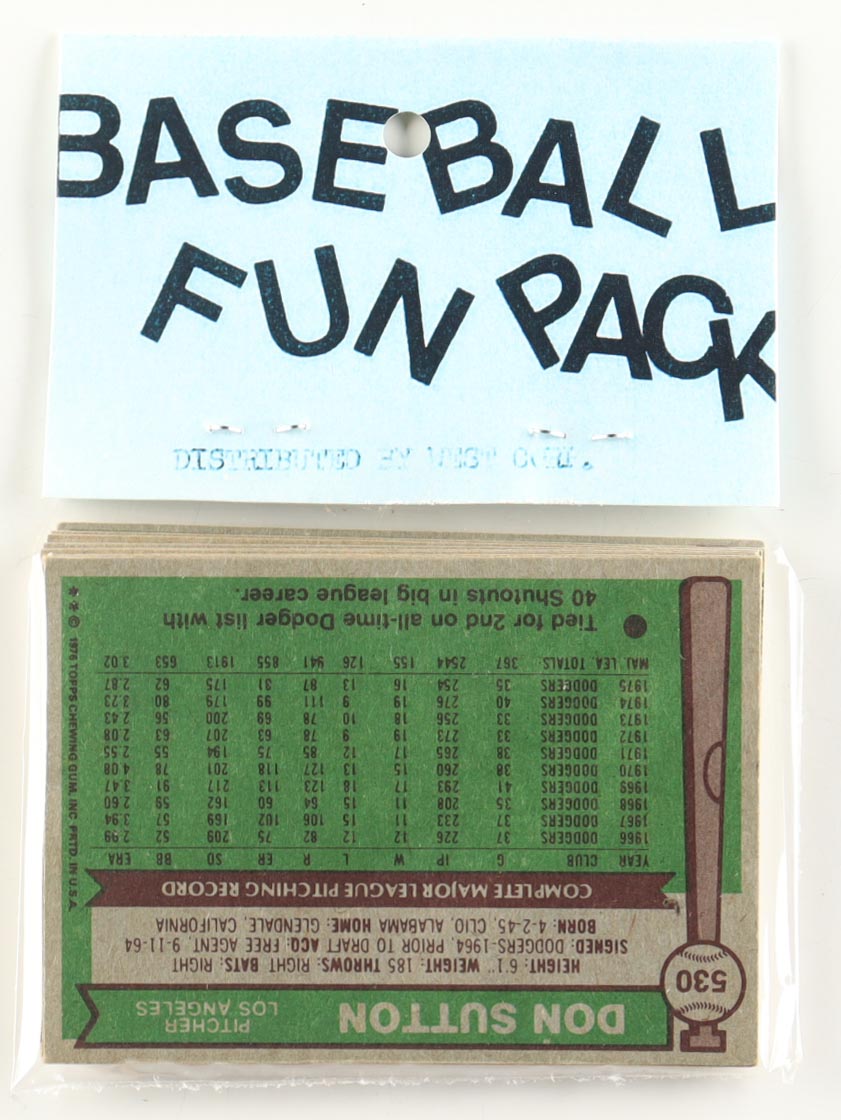 BASEBALL
FUN PACK
DISTRIBUTED BY WEST CORP.
530
DON SUTTON
PITCHER
LOS ANGELES
HEIGHT: 6'1" WEIGHT: 185 THROWS: RIGHT BATS: RIGHT
SIGNED: DODGERS-1964, PRIOR TO DRAFT ACQ: FREE AGENT, 9-11-64
BORN: 4-2-45, CLIO, ALABAMA HOME: GLENDALE, CALIFORNIA
COMPLETE MAJOR LEAGUE PITCHING RECORD
YEAR CLUB G IP W L R ER SO BB ERA
1966 DODGERS 37 226 12 12 82 75 209 52 2.99
1967 DODGERS 37 233 11 15 106 102 169 57 3.94
1968 DODGERS 35 208 11 15 64 60 162 59 2.60
1969 DODGERS 41 293 17 18 123 113 217 91 3.47
1970 DODGERS 38 260 15 13 127 118 201 78 4.08
1971 DODGERS 38 265 17 12 85 75 194 55 2.55
1972 DODGERS 33 273 19 9 78 63 207 63 2.08
1973 DODGERS 33 256 18 10 78 69 200 56 2.43
1974 DODGERS 40 276 19 9 111 99 179 80 3.23
1975 DODGERS 35 254 16 13 87 81 175 62 2.87
MAJ. LEA. TOTALS 367 2544 155 126 941 855 1913 653 3.02
Tied for 2nd on all-time Dodger list with
40 Shutouts in big league career.
** © 1976 TOPPS CHEWING GUM, INC. PRTD. IN U.S.A.